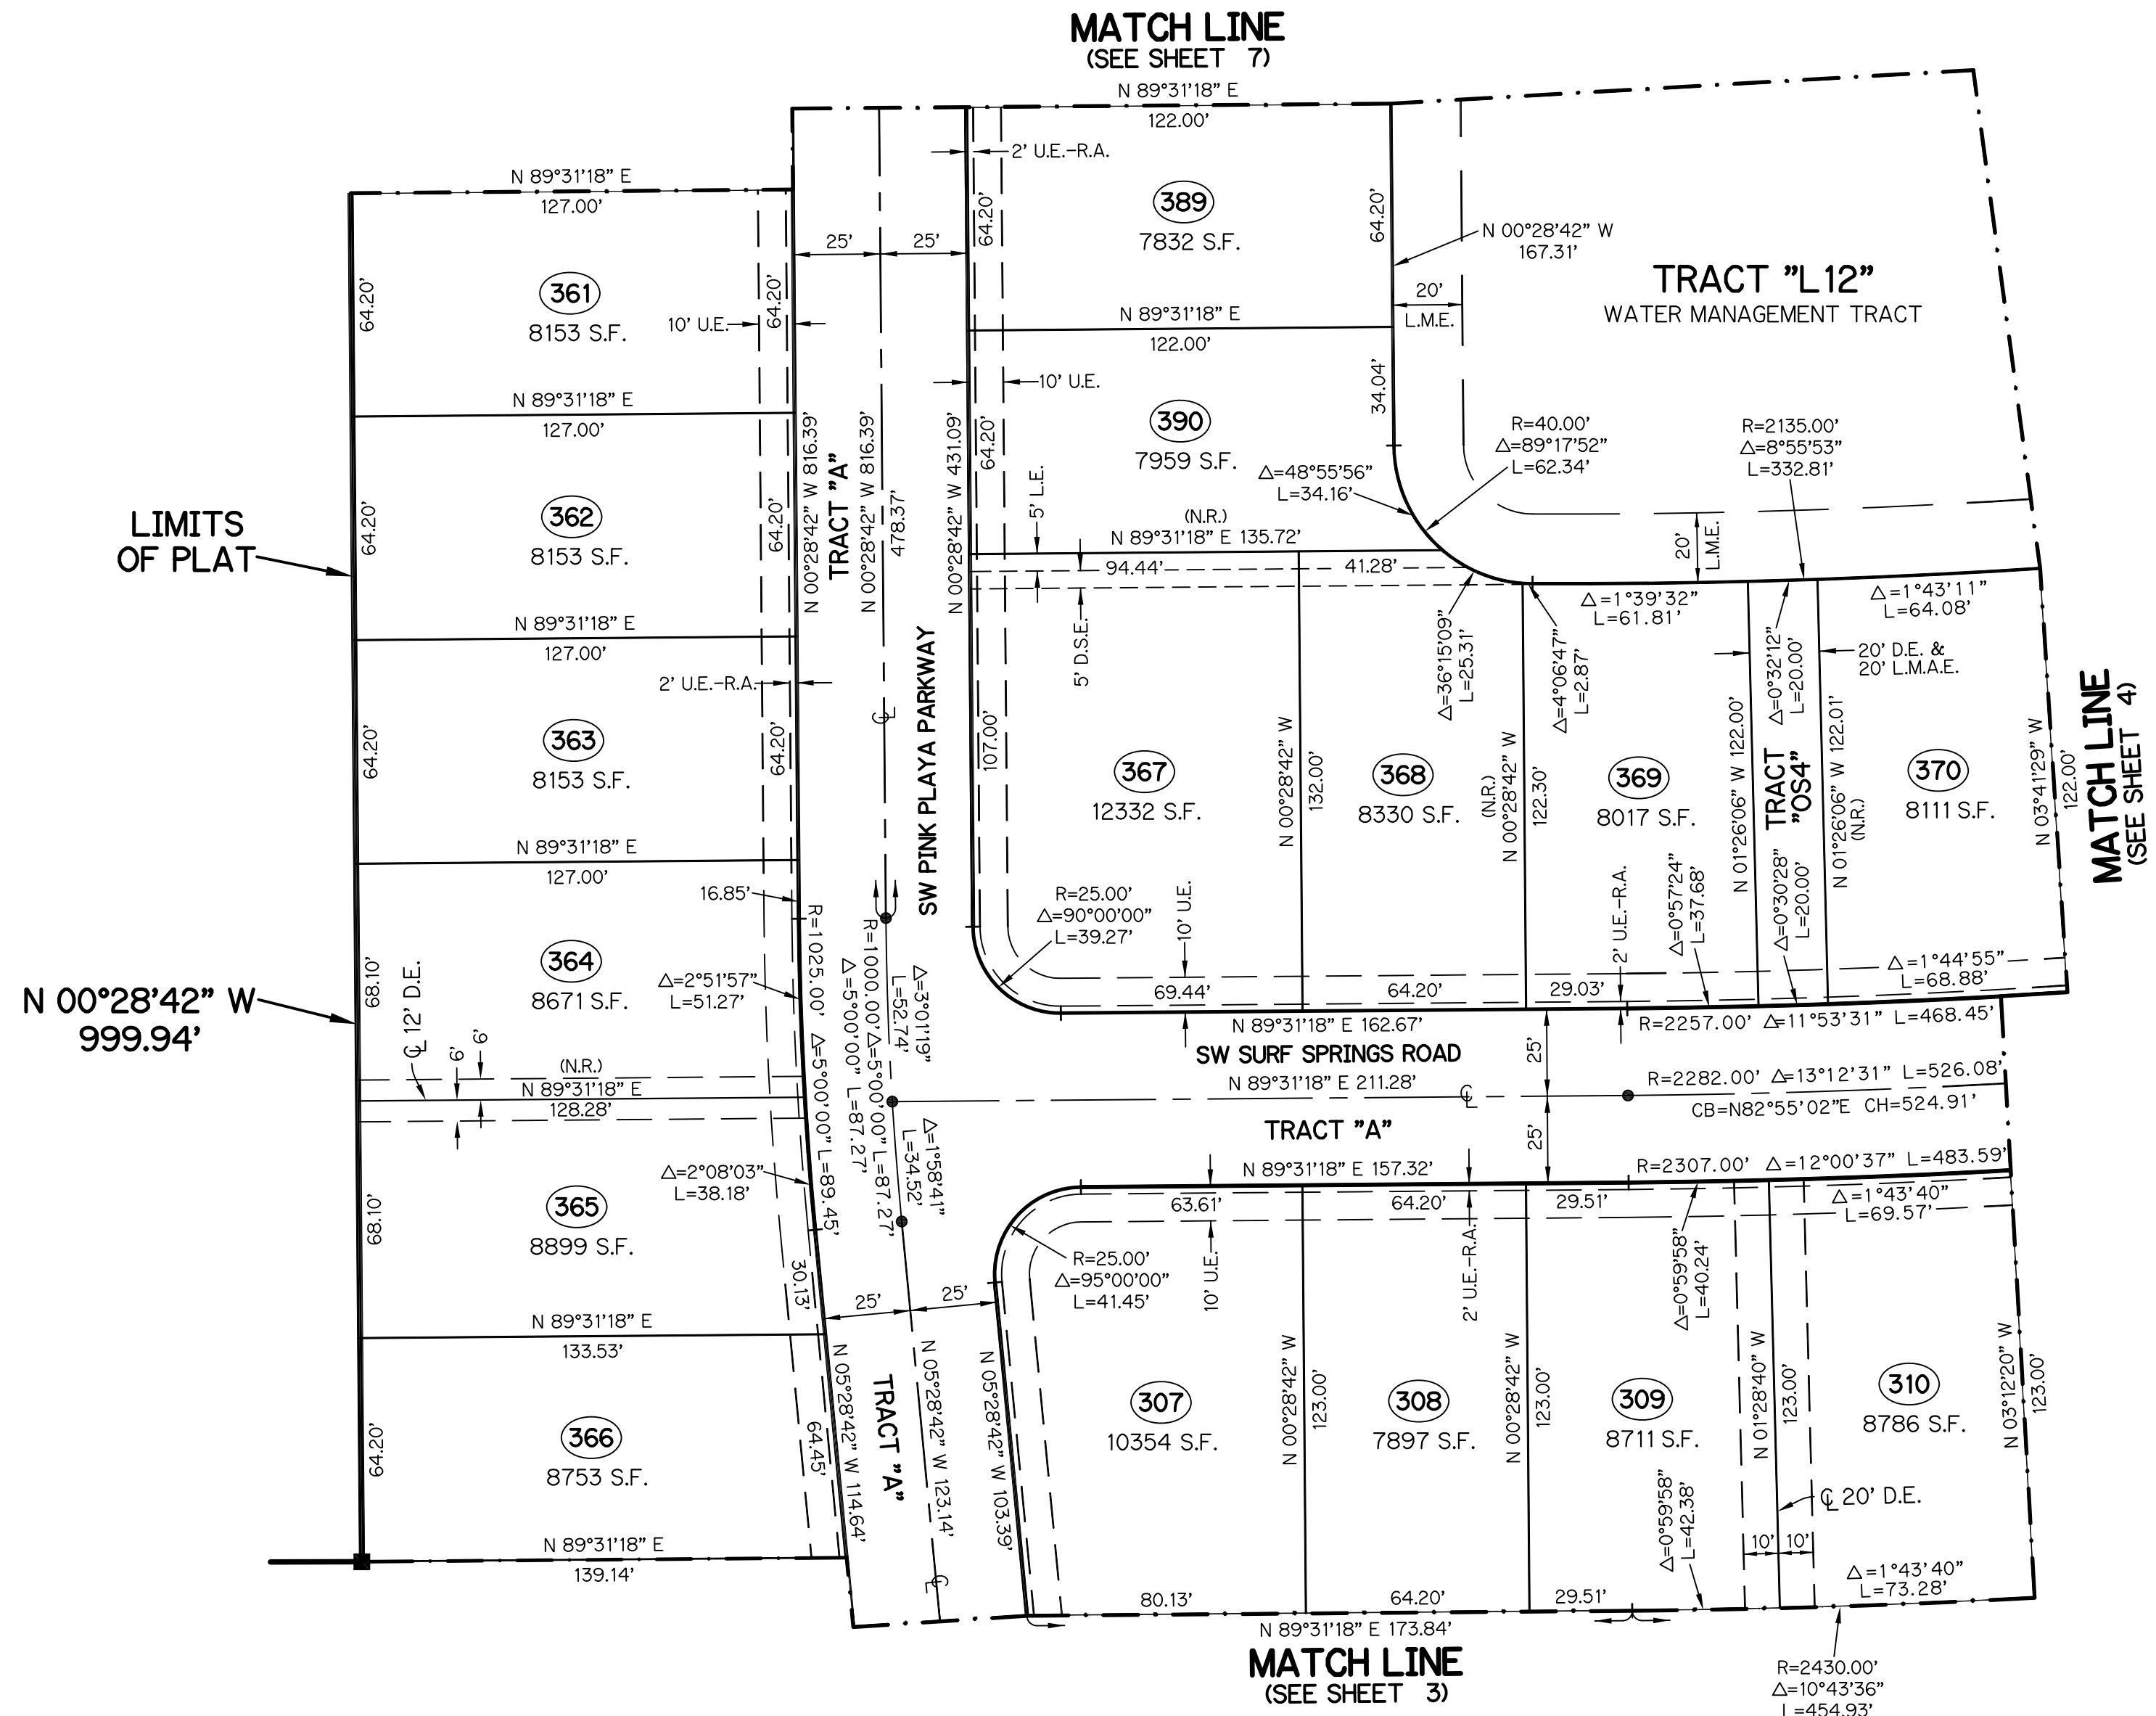 MATCH LINE
(SEE SHEET 7)
N 89°31'18" E
122.00'
2' U.E.-R.A.
N 89°31'18" E
127.00'
64.20'
361
8153 S.F.
10' U.E.
64.20'
25'
25'
64.20'
389
7832 S.F.
64.20'
N 00°28'42" W
167.31'
20'
L.M.E.
TRACT "L12"
WATER MANAGEMENT TRACT
N 89°31'18" E
122.00'
10' U.E.
N 89°31'18" E
127.00'
64.20'
362
8153 S.F.
64.20'
N 00°28'42" W 816.39'
TRACT "A"
N 00°28'42" W 816.39'
478.37'
N 00°28'42" W 431.09'
64.20'
390
7959 S.F.
34.04'
R=40.00'
Δ=89°17'52"
L=62.34'
Δ=48°55'56"
L=34.16'
R=2135.00'
Δ=8°55'53"
L=332.81'
5' L.E.
(N.R.)
N 89°31'18" E 135.72'
94.44'
41.28'
5' D.S.E.
20'
L.M.E.
LIMITS
OF PLAT
N 89°31'18" E
127.00'
64.20'
363
8153 S.F.
2' U.E.-R.A.
64.20'
℄
SW PINK PLAYA PARKWAY
107.00'
367
12332 S.F.
N 00°28'42" W
132.00'
368
8330 S.F.
Δ=36°15'09"
L=25.31'
Δ=4°06'47"
L=2.87'
(N.R.)
N 00°28'42" W
122.30'
Δ=1°39'32"
L=61.81'
369
8017 S.F.
N 01°26'06" W 122.00'
Δ=0°32'12"
L=20.00'
TRACT
"OS4"
Δ=0°30'28"
L=20.00'
Δ=1°43'11"
L=64.08'
20' D.E. &
20' L.M.A.E.
N 01°26'06" W 122.01'
(N.R.)
370
8111 S.F.
N 03°41'29" W
122.00'
MATCH LINE
(SEE SHEET 4)
N 89°31'18" E
127.00'
16.85'
68.10'
364
8671 S.F.
Δ=2°51'57"
L=51.27'
R=1025.00' Δ=5°00'00" L=89.45'
Δ=5°00'00" L=87.27'
R=1000.00' Δ=5°00'00" L=87.27'
Δ=3°01'19"
L=52.74'
R=25.00'
Δ=90°00'00"
L=39.27'
10' U.E.
2' U.E.-R.A.
Δ=0°57'24"
L=37.68'
Δ=1°44'55"
L=68.88'
69.44'
64.20'
29.03'
N 89°31'18" E 162.67'
R=2257.00' Δ=11°53'31" L=468.45'
N 00°28'42" W
999.94'
℄ 12' D.E.
6'
6'
(N.R.)
N 89°31'18" E
128.28'
SW SURF SPRINGS ROAD
N 89°31'18" E 211.28'
℄
25'
R=2282.00' Δ=13°12'31" L=526.08'
CB=N82°55'02"E CH=524.91'
TRACT "A"
25'
Δ=1°58'41"
L=34.52'
Δ=2°08'03"
L=38.18'
68.10'
365
8899 S.F.
30.13'
N 89°31'18" E 157.32'
R=2307.00' Δ=12°00'37" L=483.59'
63.61'
64.20'
29.51'
Δ=1°43'40"
L=69.57'
R=25.00'
Δ=95°00'00"
L=41.45'
10' U.E.
2' U.E.-R.A.
Δ=0°59'58"
L=40.24'
25'
25'
N 89°31'18" E
133.53'
64.20'
366
8753 S.F.
64.45'
N 05°28'42" W 114.64'
TRACT "A"
N 05°28'42" W 123.14'
℄
N 05°28'42" W 103.39'
307
10354 S.F.
N 00°28'42" W
123.00'
308
7897 S.F.
N 00°28'42" W
123.00'
309
8711 S.F.
N 01°28'40" W
123.00'
310
8786 S.F.
N 03°12'20" W
123.00'
℄ 20' D.E.
10'
10'
Δ=0°59'58"
L=42.38'
Δ=1°43'40"
L=73.28'
N 89°31'18" E
139.14'
80.13'
64.20'
29.51'
N 89°31'18" E 173.84'
MATCH LINE
(SEE SHEET 3)
R=2430.00'
Δ=10°43'36"
L=454.93'